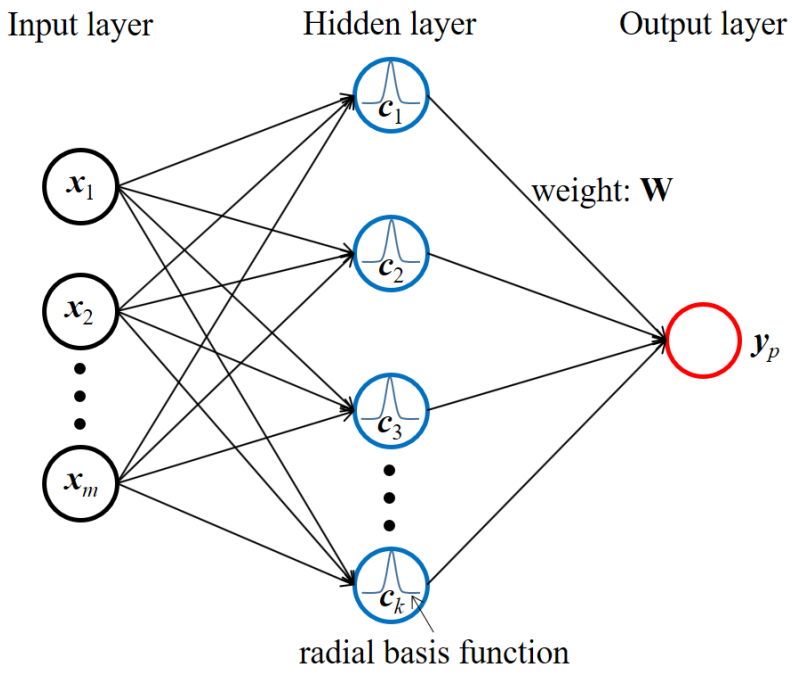 Input layer
Hidden layer
Output layer
c1
x1
weight: W
c2
x2
yp
c3
xm
ck
radial basis function